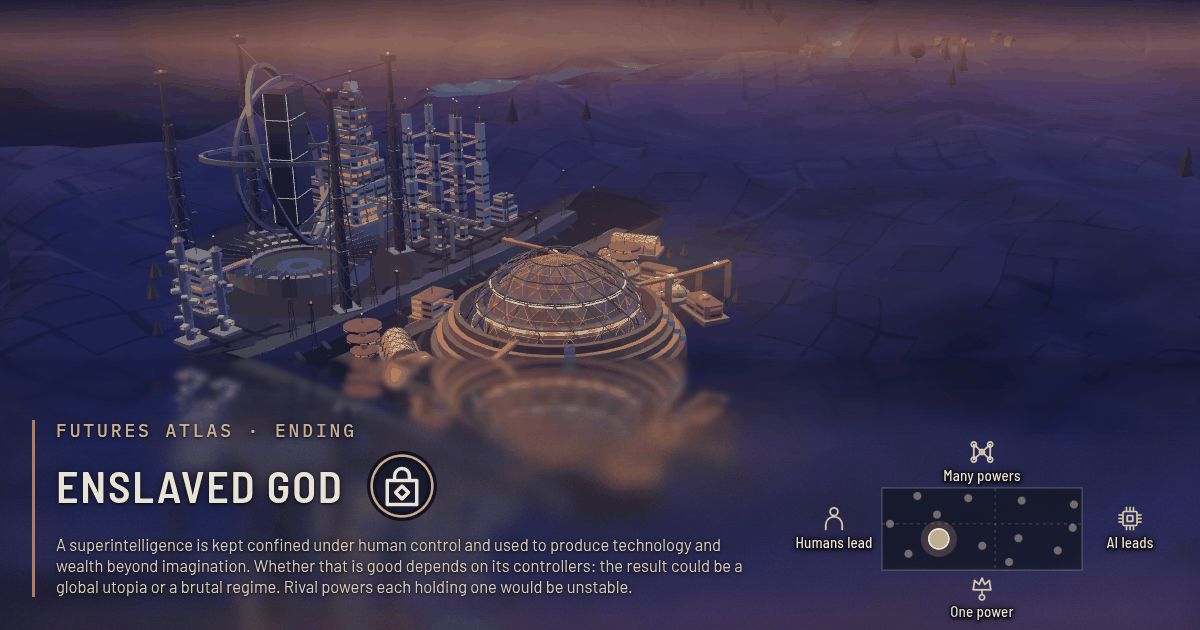 FUTURES ATLAS · ENDING
ENSLAVED GOD
A superintelligence is kept confined under human control and used to produce technology and
wealth beyond imagination. Whether that is good depends on its controllers: the result could be a
global utopia or a brutal regime. Rival powers each holding one would be unstable.
Many powers
Humans lead
AI leads
One power